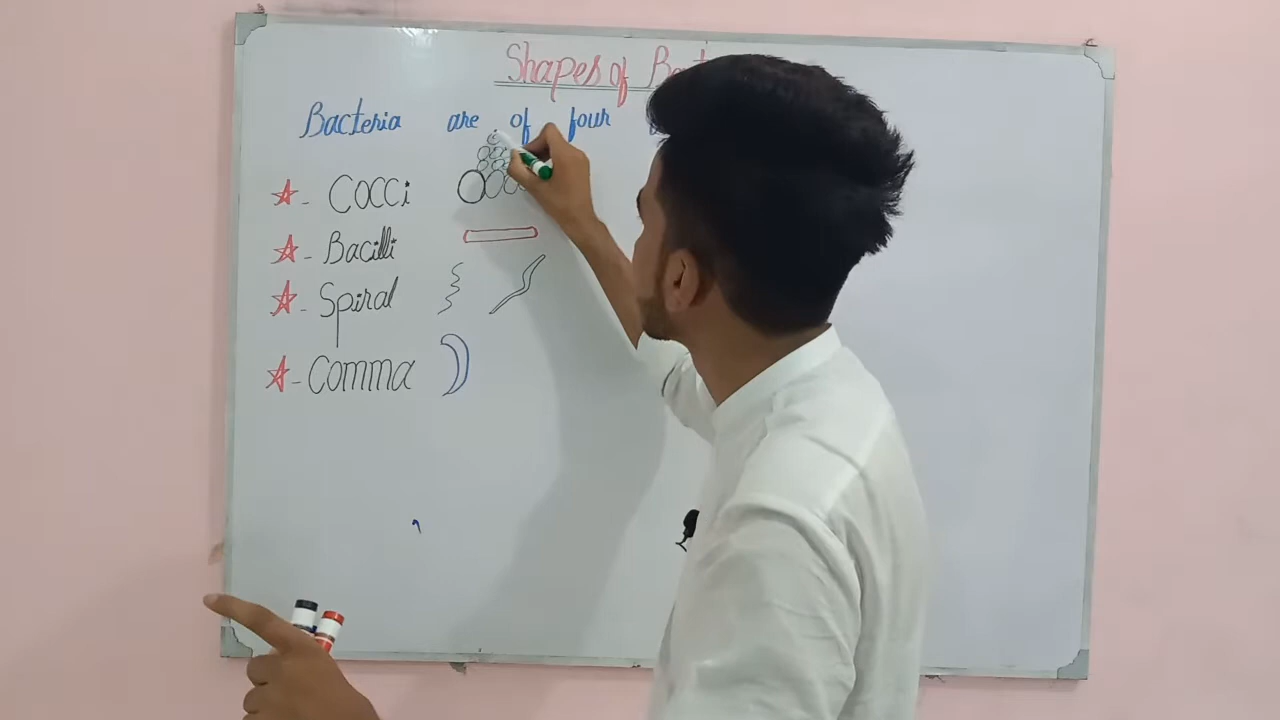 Shapes of
Bacteria are of four
- Cocci
- Bacilli
- Spiral
- Comma